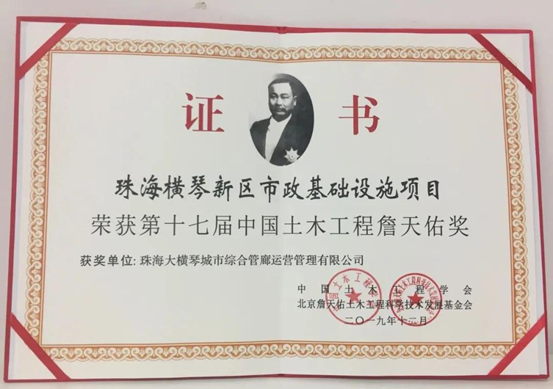 证 书
珠海横琴新区市政基础设施项目
荣获第十七届中国土木工程詹天佑奖
获奖单位: 珠海大横琴城市综合管廊运营管理有限公司
中国土木工程学会
北京詹天佑土木工程科学技术发展基金会
二〇一九年十二月